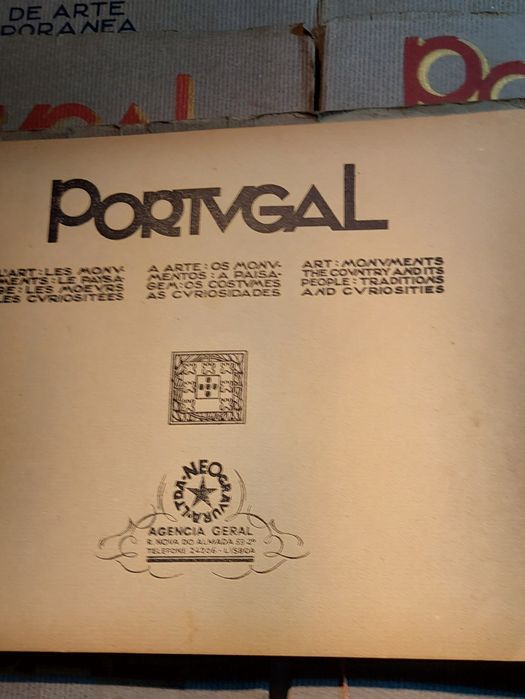 DE ARTE
PORANEA
PORTVGAL
L'ART : LES MONV-
MENTS : LE PAYSA-
GE : LES MOEVRS
LES CVRIOSITÉES
A ARTE : OS MONV-
MENTOS : A PAISA-
GEM : OS COSTVMES
AS CVRIOSIDADES
ART : MONVMENTS
THE COVNTRY AND ITS
PEOPLE : TRADITIONS
AND CVRIOSITIES
NEOGRAVURA·LTDA·
AGENCIA GERAL
R. NOVA DO ALMADA 53-2º
TELEFONE 24206 - LISBOA